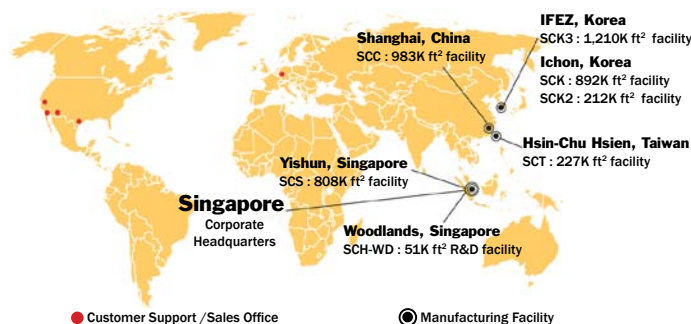 IFEZ, Korea
SCK3 : 1,210K ft² facility
Shanghai, China
SCC : 983K ft² facility
Ichon, Korea
SCK : 892K ft² facility
SCK2 : 212K ft² facility
Hsin-Chu Hsien, Taiwan
SCT : 227K ft² facility
Yishun, Singapore
SCS : 808K ft² facility
Singapore
Corporate
Headquarters
Woodlands, Singapore
SCH-WD : 51K ft² R&D facility
Customer Support /Sales Office
Manufacturing Facility